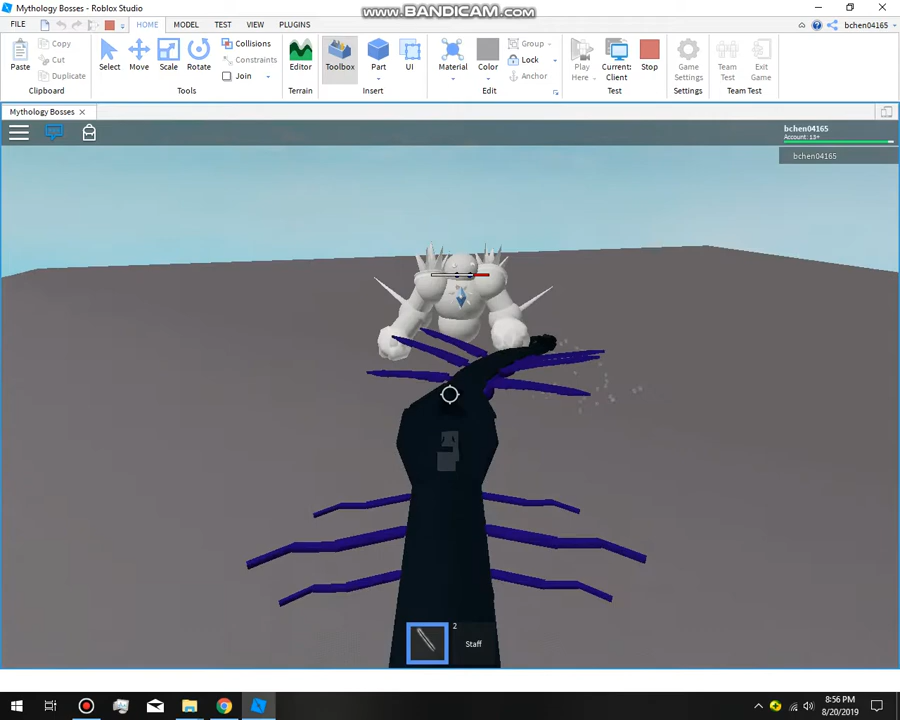 Mythology Bosses - Roblox Studio
www.BANDICAM.com
FILE HOME MODEL TEST VIEW PLUGINS bchen04165
Copy Collisions Group Play Current: Stop Game Team Exit
Paste Cut Select Move Scale Rotate Constraints Editor Toolbox Part UI Material Color Lock Here Client Settings Test Game
Duplicate Join Anchor
Clipboard Tools Terrain Insert Edit Test Settings Team Test
Mythology Bosses
bchen04165
Account: 13+
bchen04165
2
Staff
8:56 PM
8/20/2019